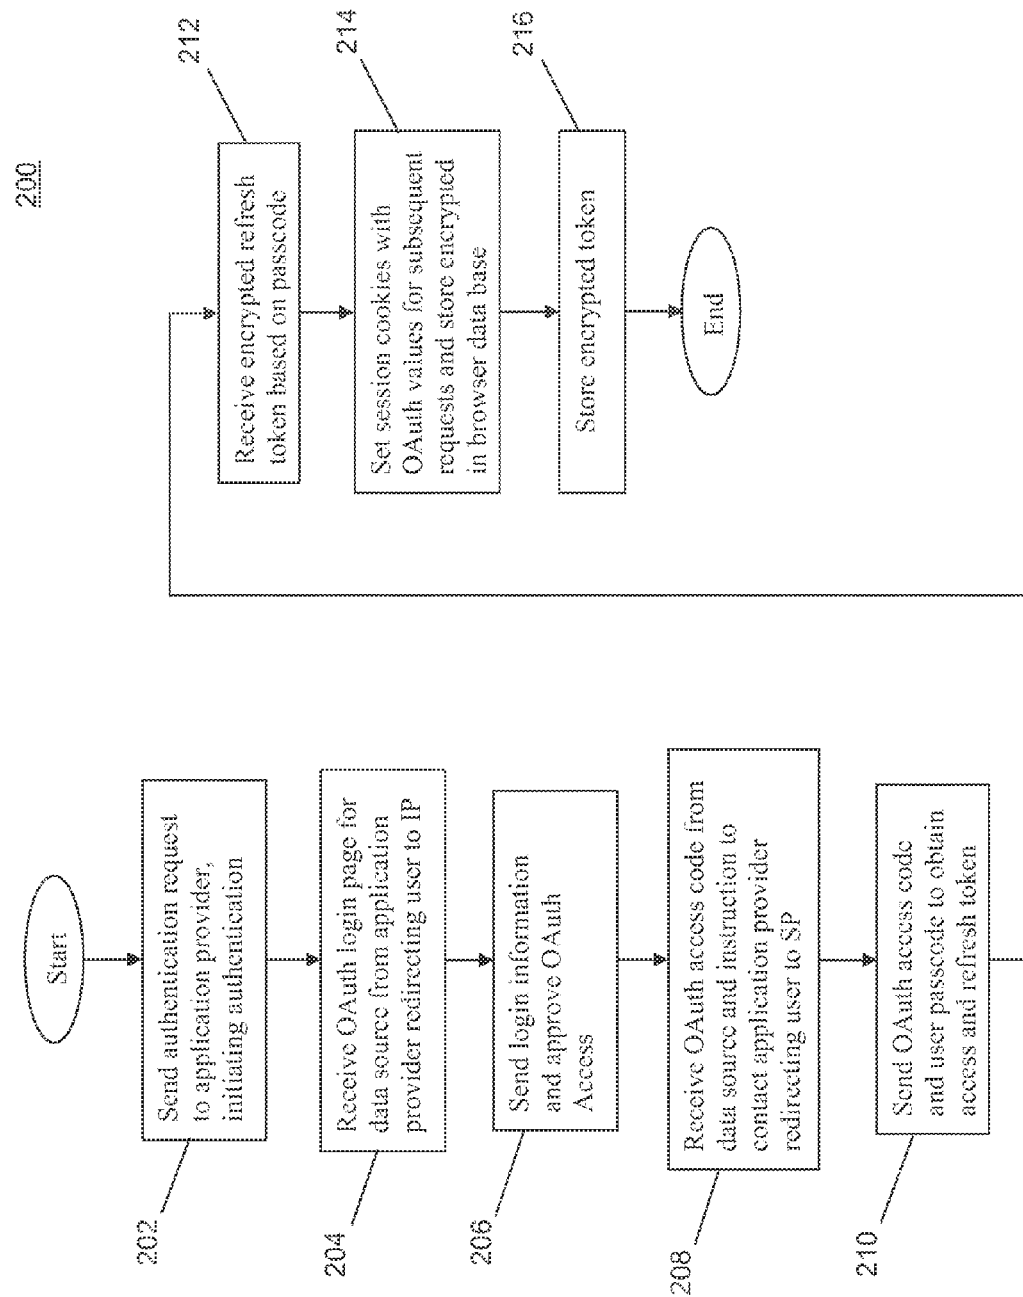 200
Start
Send authentication request
to application provider,
initiating authentication
202
Receive OAuth login page for
data source from application
provider redirecting user to IP
204
Send login information
and approve OAuth
Access
206
Receive OAuth access code from
data source and instruction to
contact application provider
redirecting user to SP
208
Send OAuth access code
and user passcode to obtain
access and refresh token
210
Receive encrypted refresh
token based on passcode
212
Set session cookies with
OAuth values for subsequent
requests and store encrypted
in browser data base
214
Store encrypted token
216
End